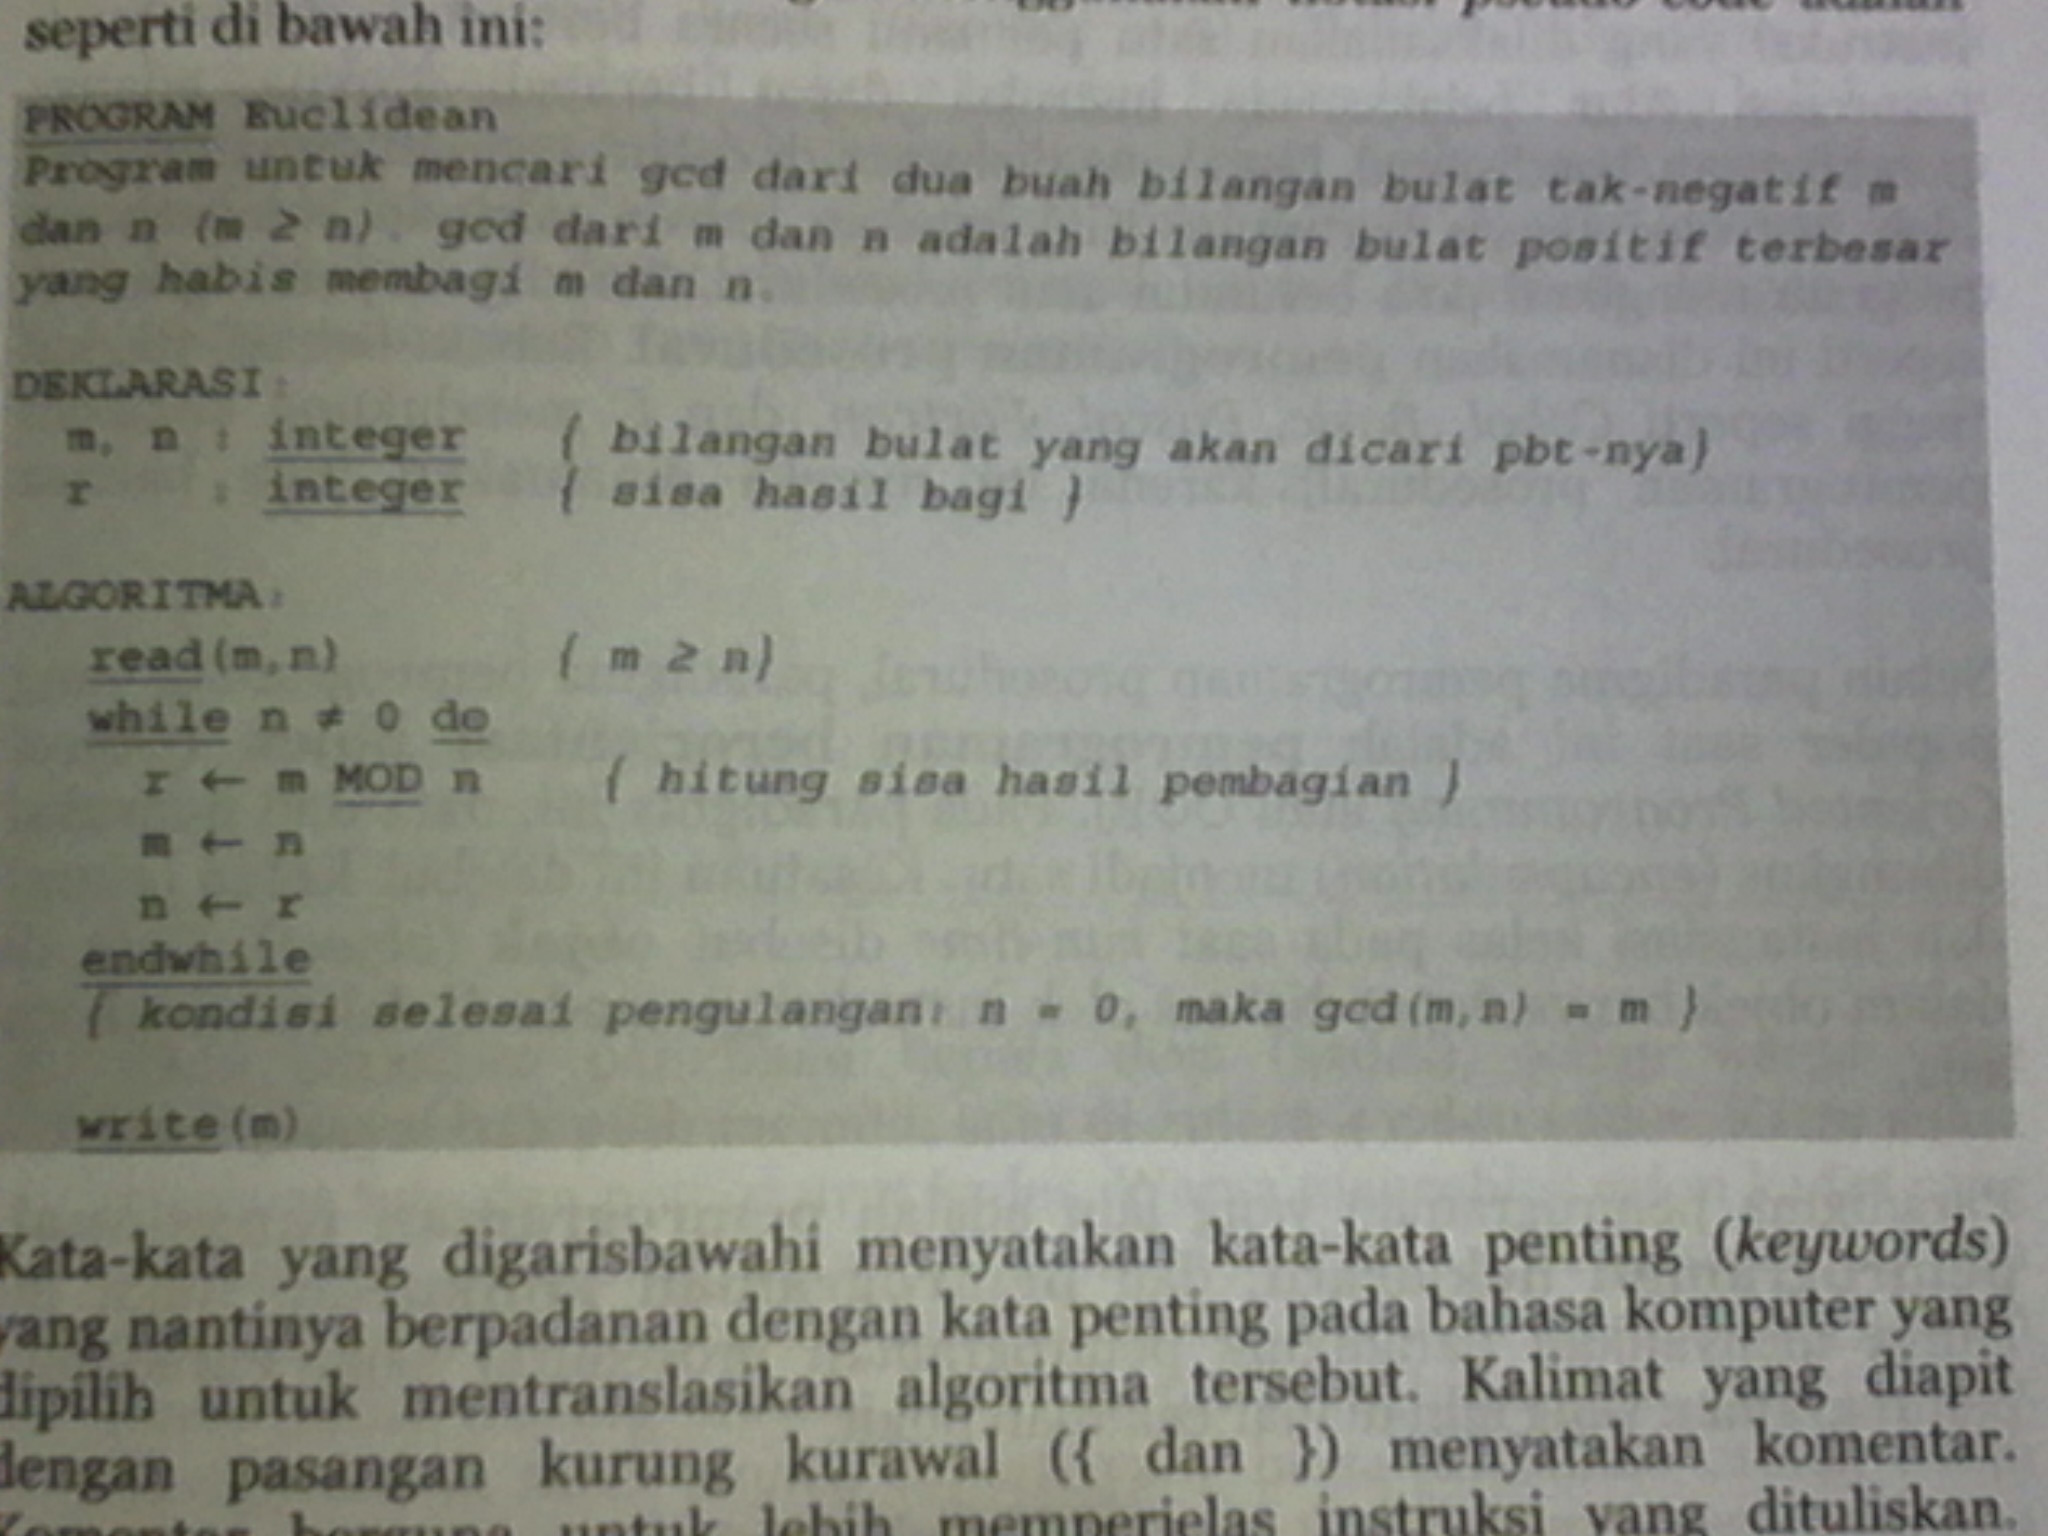 pseudo-code adalah
seperti di bawah ini:
PROGRAM Euclidean
Program untuk mencari gcd dari dua buah bilangan bulat tak-negatif m
dan n (m ≥ n). gcd dari m dan n adalah bilangan bulat positif terbesar
yang habis membagi m dan n.
DEKLARASI:
m, n : integer { bilangan bulat yang akan dicari pbt-nya}
r : integer { sisa hasil bagi }
ALGORITMA:
read(m,n) { m ≥ n}
while n ≠ 0 do
r ← m MOD n { hitung sisa hasil pembagian }
m ← n
n ← r
endwhile
{ kondisi selesai pengulangan: n = 0, maka gcd(m,n) = m }
write(m)
Kata-kata yang digarisbawahi menyatakan kata-kata penting (keywords)
yang nantinya berpadanan dengan kata penting pada bahasa komputer yang
dipilih untuk mentranslasikan algoritma tersebut. Kalimat yang diapit
dengan pasangan kurung kurawal ({ dan }) menyatakan komentar.
Komentar berguna untuk lebih memperjelas instruksi yang dituliskan.